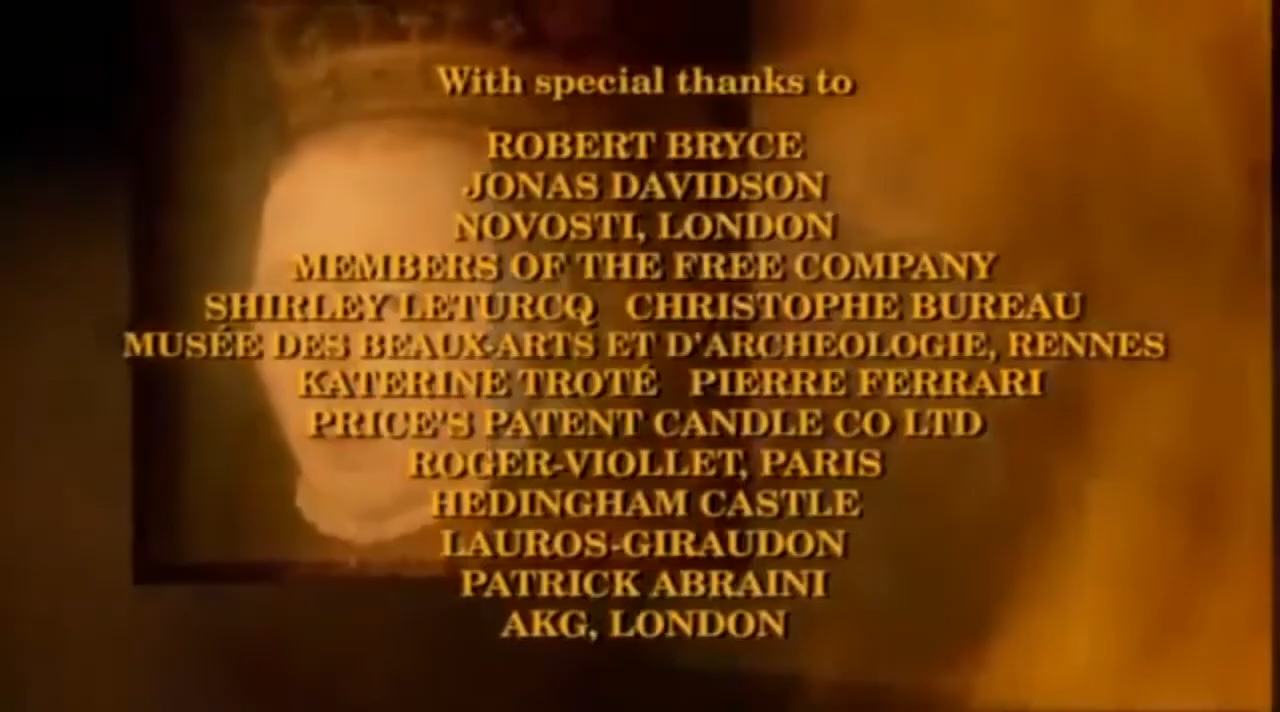 With special thanks to
ROBERT BRYCE
JONAS DAVIDSON
NOVOSTI, LONDON
MEMBERS OF THE FREE COMPANY
SHIRLEY LETURCQ CHRISTOPHE BUREAU
MUSÉE DES BEAUX-ARTS ET D'ARCHEOLOGIE, RENNES
KATERINE TROTÉ PIERRE FERRARI
PRICE'S PATENT CANDLE CO LTD
ROGER-VIOLLET, PARIS
HEDINGHAM CASTLE
LAUROS-GIRAUDON
PATRICK ABRAINI
AKG, LONDON